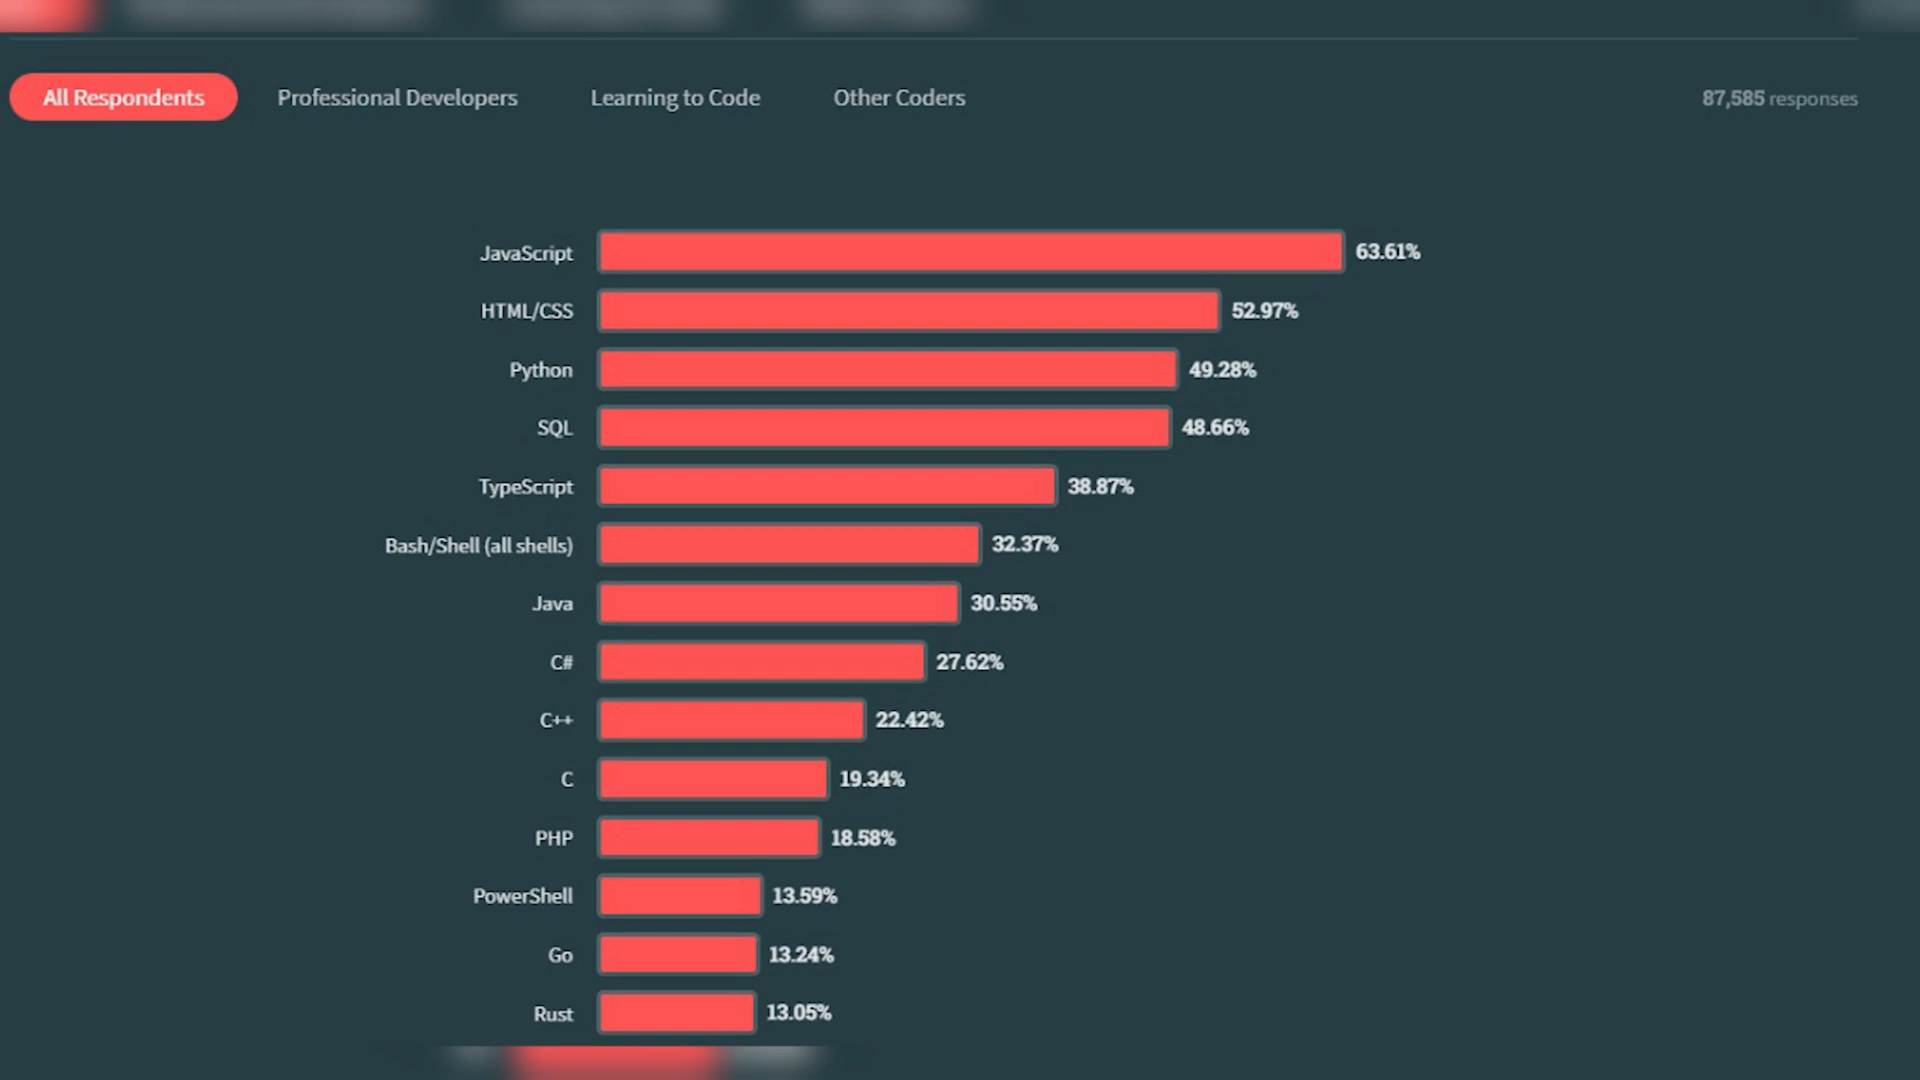 All Respondents Professional Developers Learning to Code Other Coders 87,585 responses
JavaScript 63.61%
HTML/CSS 52.97%
Python 49.28%
SQL 48.66%
TypeScript 38.87%
Bash/Shell (all shells) 32.37%
Java 30.55%
C# 27.62%
C++ 22.42%
C 19.34%
PHP 18.58%
PowerShell 13.59%
Go 13.24%
Rust 13.05%